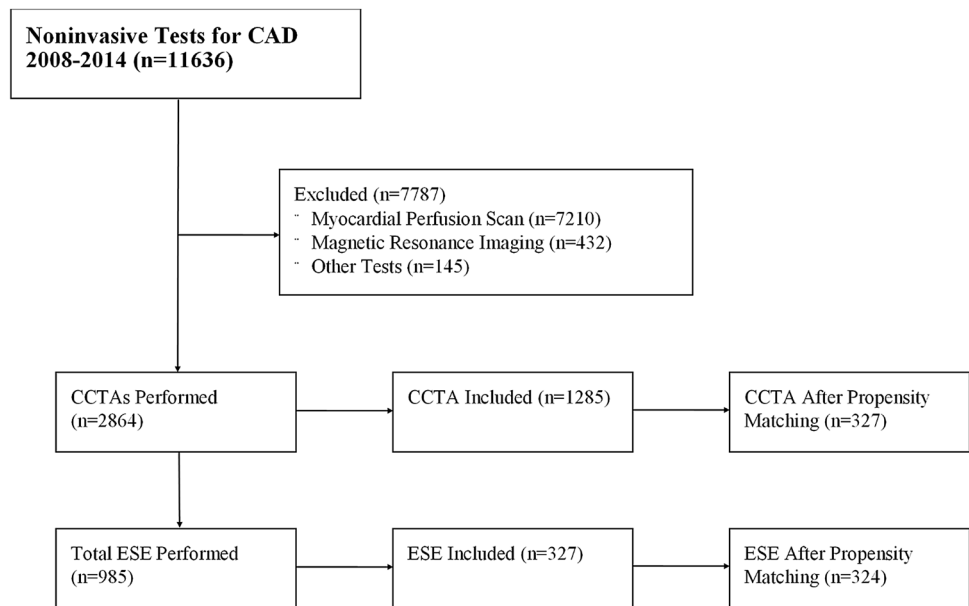 Noninvasive Tests for CAD
2008-2014 (n=11636)
Excluded (n=7787)
¨ Myocardial Perfusion Scan (n=7210)
¨ Magnetic Resonance Imaging (n=432)
¨ Other Tests (n=145)
CCTAs Performed
(n=2864)
CCTA Included (n=1285)
CCTA After Propensity
Matching (n=327)
Total ESE Performed
(n=985)
ESE Included (n=327)
ESE After Propensity
Matching (n=324)